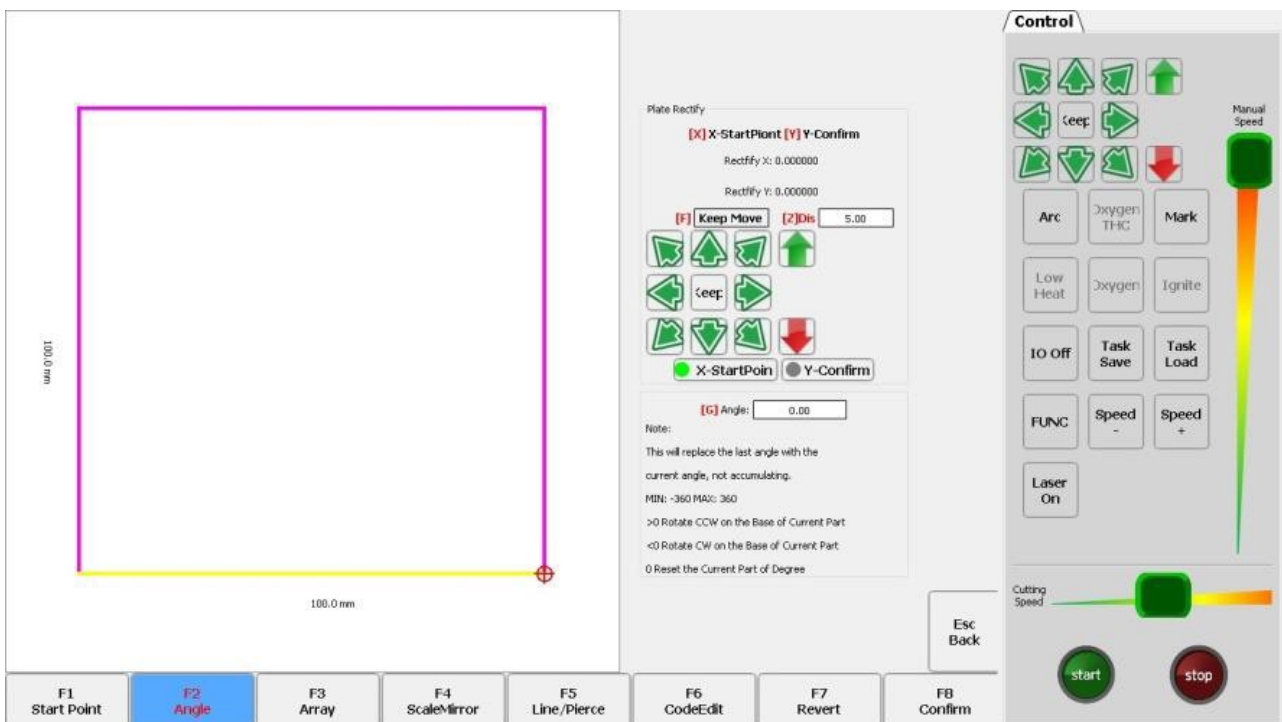 Control
Plate Rectify
[X] X-StartPiont [Y] Y-Confirm
Rectfify X: 0.000000
Rectfify Y: 0.000000
[F] Keep Move [Z]Dis 5.00
Keep
X-StartPoin Y-Confirm
[G] Angle: 0.00
Note:
This will replace the last angle with the
current angle, not accumulating.
MIN: -360 MAX: 360
>0 Rotate CCW on the Base of Current Part
<0 Rotate CW on the Base of Current Part
0 Reset the Current Part of Degree
100.0 mm
100.0 mm
Esc
Back
F1
Start Point
F2
Angle
F3
Array
F4
ScaleMirror
F5
Line/Pierce
F6
CodeEdit
F7
Revert
F8
Confirm
Keep
Manual
Speed
Arc
Oxygen
THC
Mark
Low
Heat
Oxygen
Ignite
IO Off
Task
Save
Task
Load
FUNC
Speed
-
Speed
+
Laser
On
Cutting
Speed
start
stop